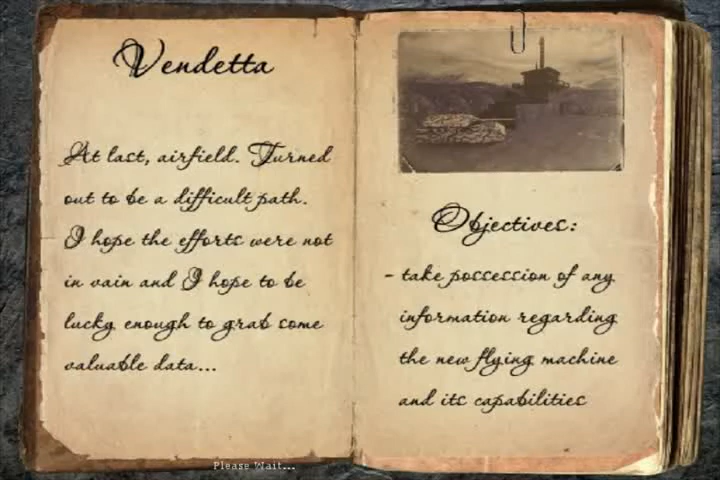 Vendetta
At last, airfield. Turned
out to be a difficult path.
I hope the efforts were not
in vain and I hope to be
lucky enough to grab some
valuable data...
Objectives:
- take possession of any
information regarding
the new flying machine
and its capabilities
Please Wait...